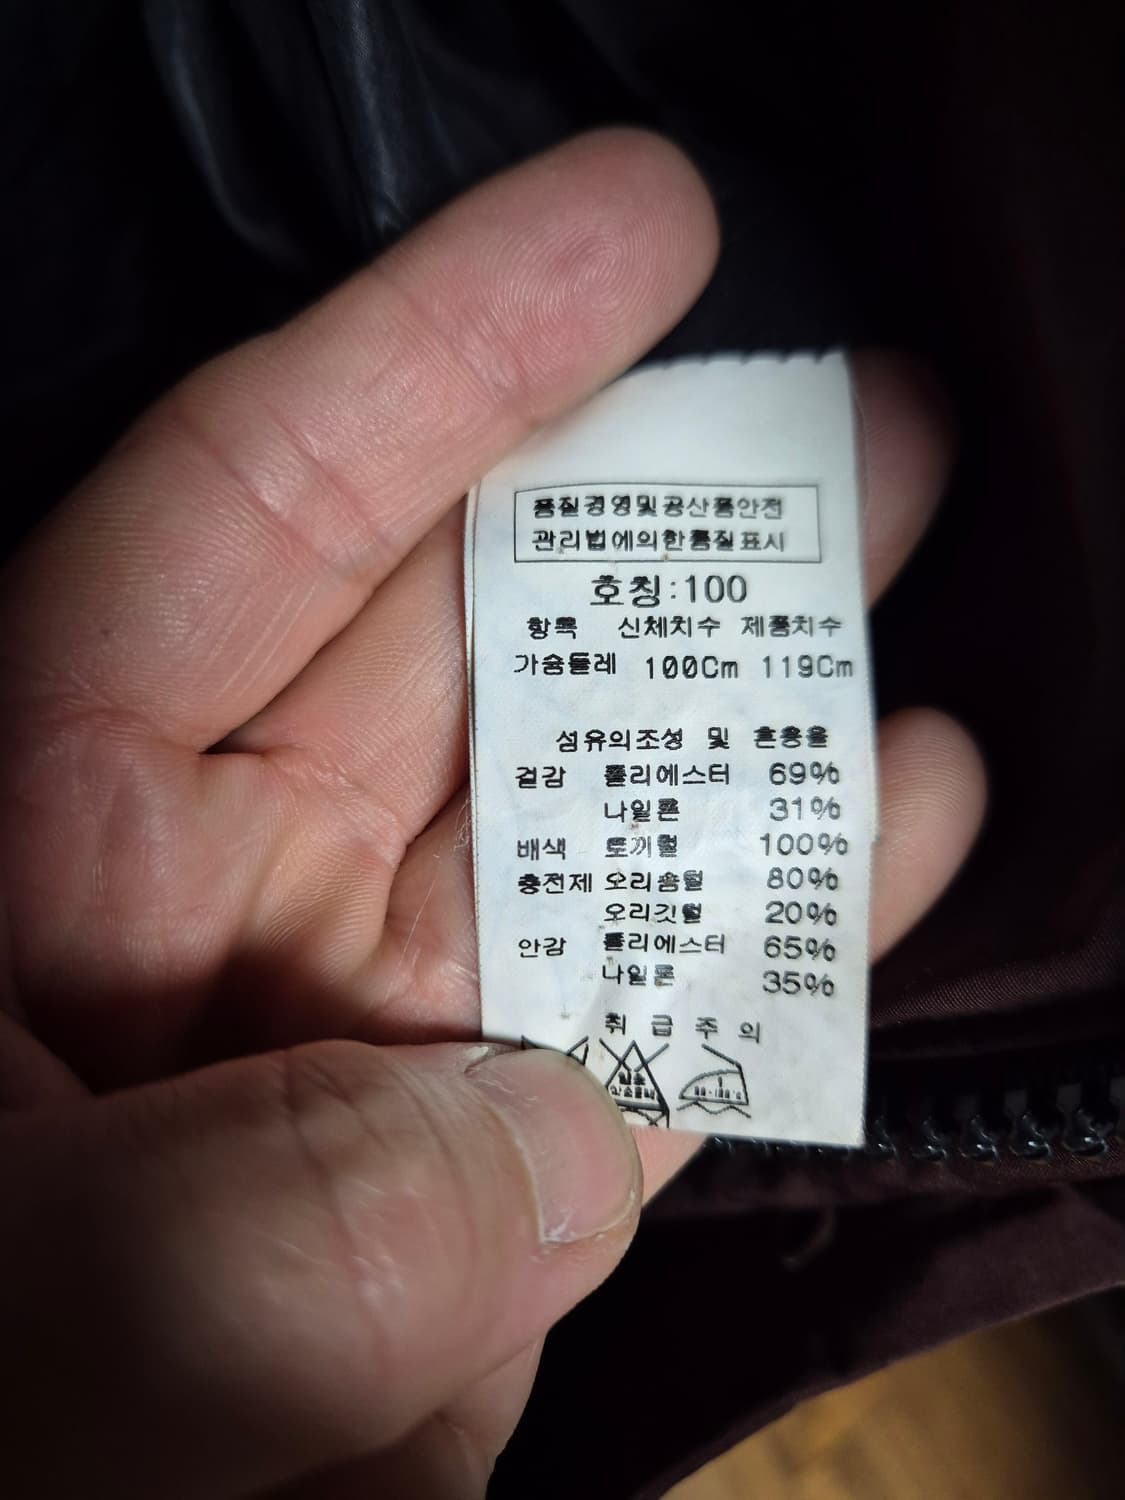 품질경영및공산품안전
관리법에의한품질표시
호칭:100
항목 신체치수 제품치수
가슴둘레 100Cm 119Cm
섬유의조성 및 혼용율
겉감 폴리에스터 69%
나일론 31%
배색 토끼털 100%
충전제 오리솜털 80%
오리깃털 20%
안감 폴리에스터 65%
나일론 35%
취 급 주 의